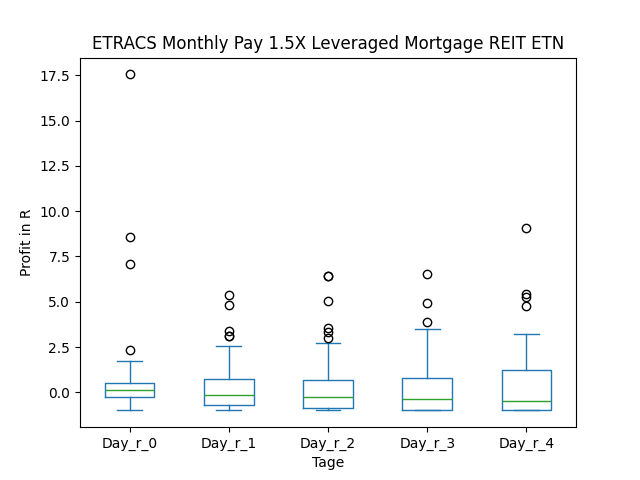 ETRACS Monthly Pay 1.5X Leveraged Mortgage REIT ETN
17.5
15.0
12.5
10.0
7.5
5.0
2.5
0.0
Profit in R
Day_r_0 Day_r_1 Day_r_2 Day_r_3 Day_r_4
Tage